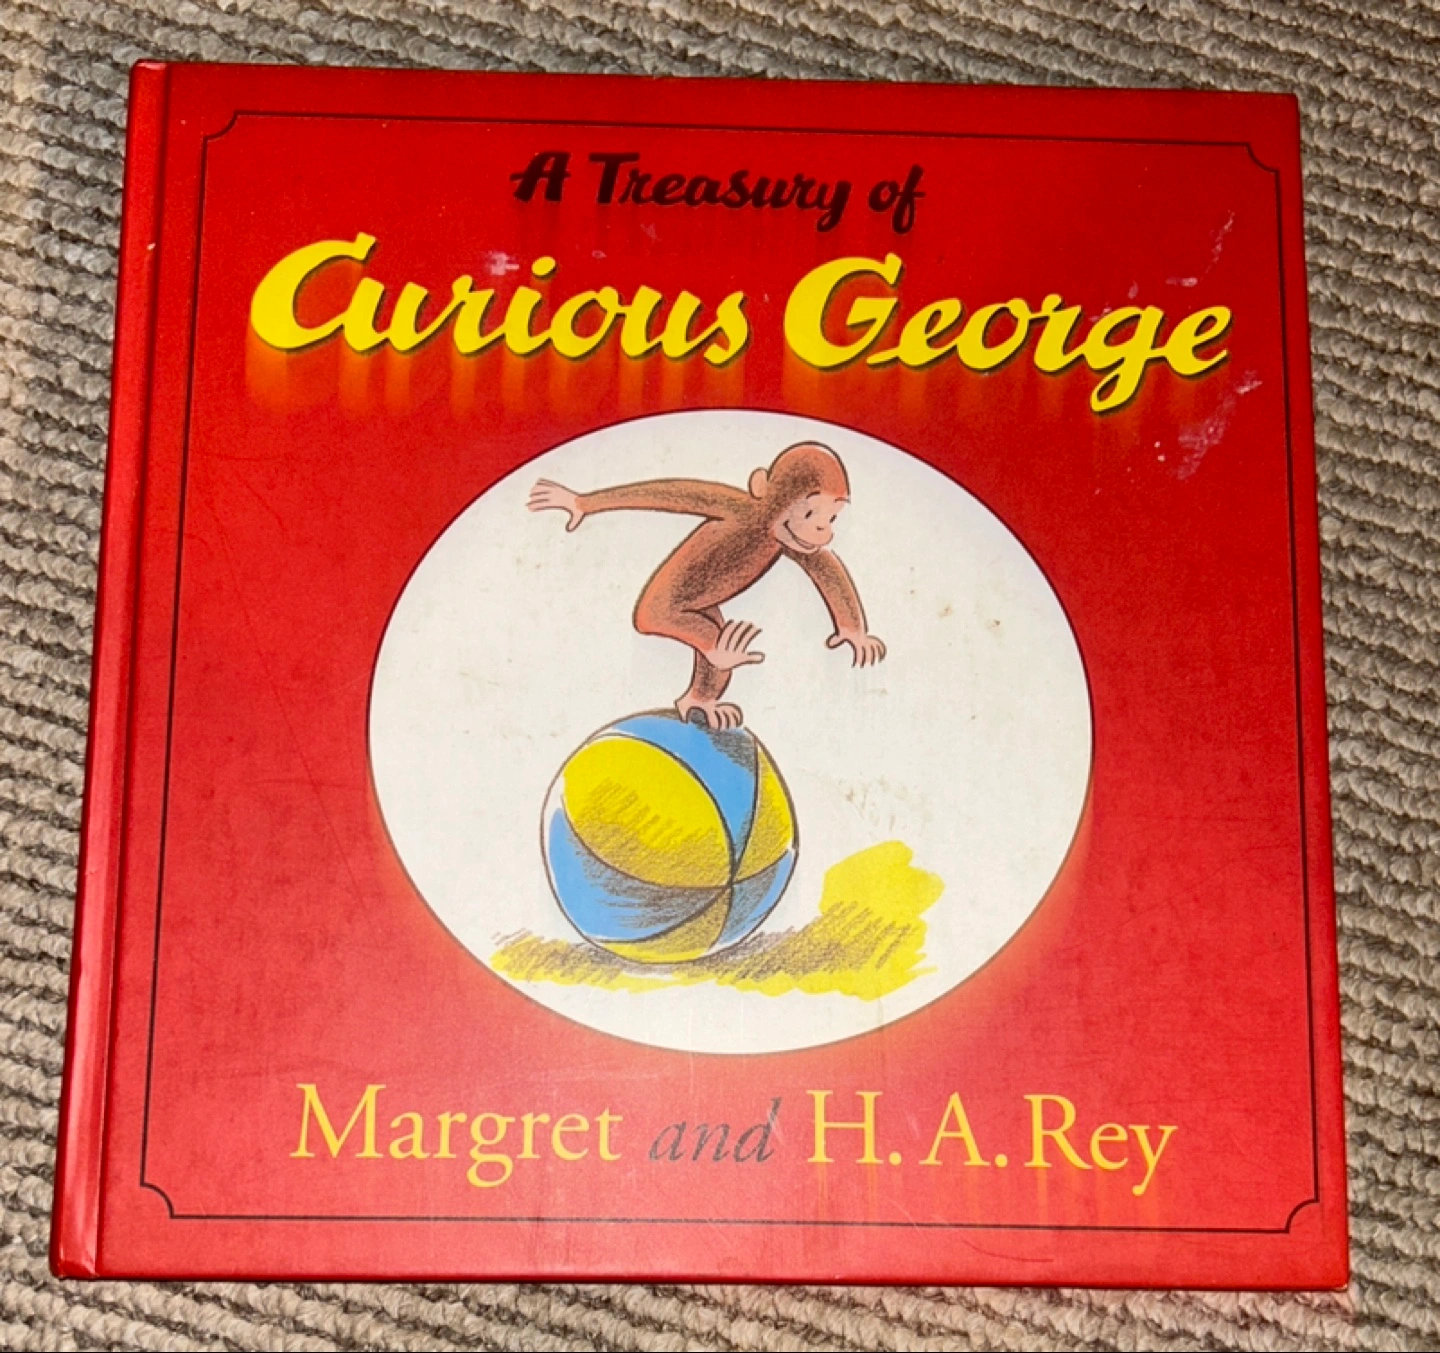 A Treasury of
Curious George
Margret and H. A. Rey